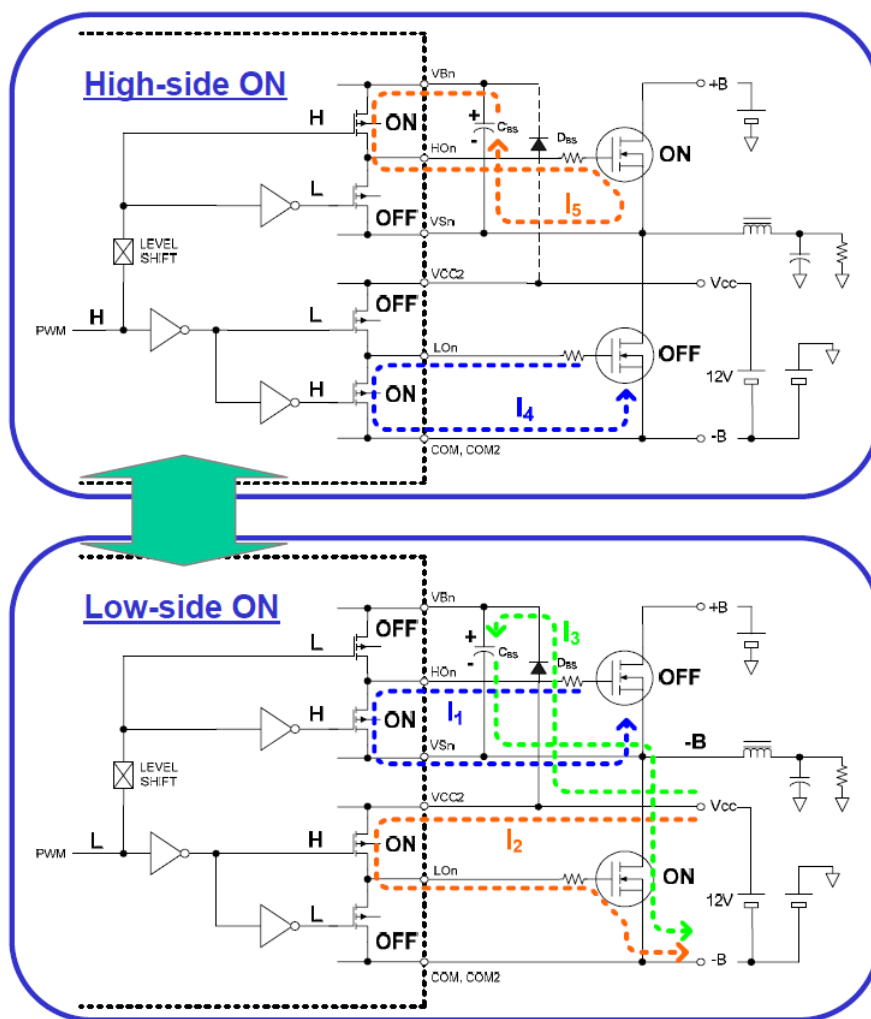 High-side ON
VBn
+B
H
ON
+
-
CBS
DBS
ON
HOn
L
I5
OFF
VSn
LEVEL
SHIFT
VCC2
Vcc
OFF
PWM
H
L
LOn
OFF
H
ON
I4
12V
-B
COM, COM2
Low-side ON
VBn
+B
OFF
L
+
-
CBS
I3
DBS
HOn
OFF
H
ON
I1
VSn
-B
LEVEL
SHIFT
VCC2
Vcc
PWM
L
H
ON
I2
LOn
ON
L
12V
OFF
-B
COM, COM2